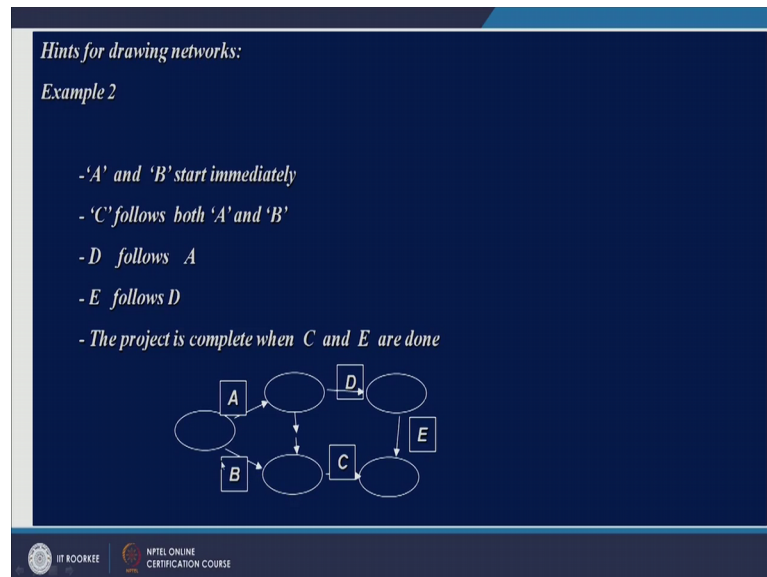 Hints for drawing networks:
Example 2
-‘A’ and ‘B’ start immediately
- ‘C’ follows both ‘A’ and ‘B’
- D follows A
- E follows D
- The project is complete when C and E are done
A
D
E
B
C
IIT ROORKEE
NPTEL ONLINE
CERTIFICATION COURSE